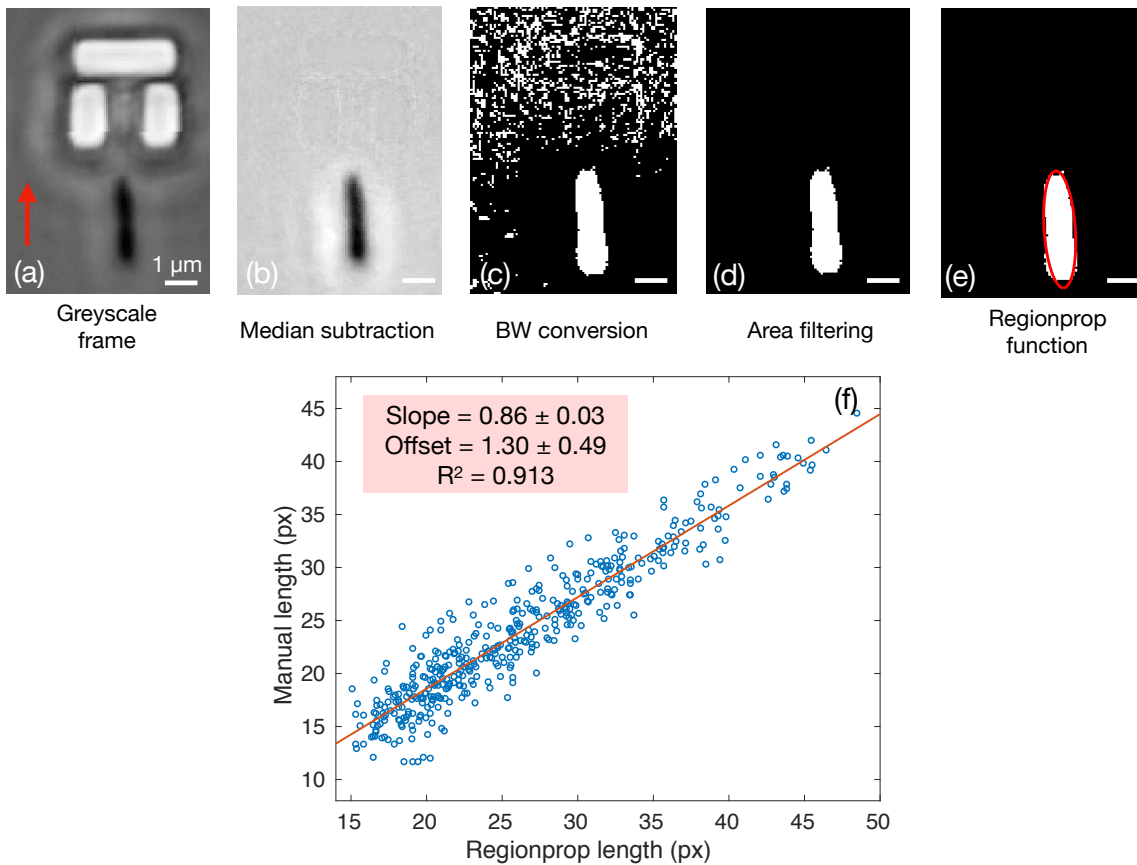 (a)
1 µm
(b)
(c)
(d)
(e)
Greyscale
frame
Median subtraction
BW conversion
Area filtering
Regionprop
function
(f)
Slope = 0.86 ± 0.03
Offset = 1.30 ± 0.49
R² = 0.913
Manual length (px)
45
40
35
30
25
20
15
10
15 20 25 30 35 40 45 50
Regionprop length (px)